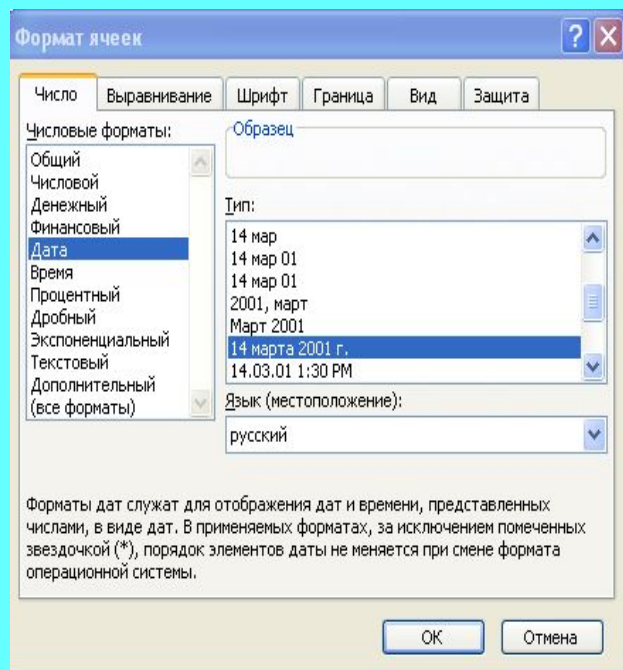 Формат ячеек
Число Выравнивание Шрифт Граница Вид Защита
Числовые форматы:
Общий
Числовой
Денежный
Финансовый
Дата
Время
Процентный
Дробный
Экспоненциальный
Текстовый
Дополнительный
(все форматы)
Образец
Тип:
14 мар
14 мар 01
14 мар 01
2001, март
Март 2001
14 марта 2001 г.
14.03.01 1:30 PM
Язык (местоположение):
русский
Форматы дат служат для отображения дат и времени, представленных
числами, в виде дат. В применяемых форматах, за исключением помеченных
звездочкой (*), порядок элементов даты не меняется при смене формата
операционной системы.
ОК Отмена